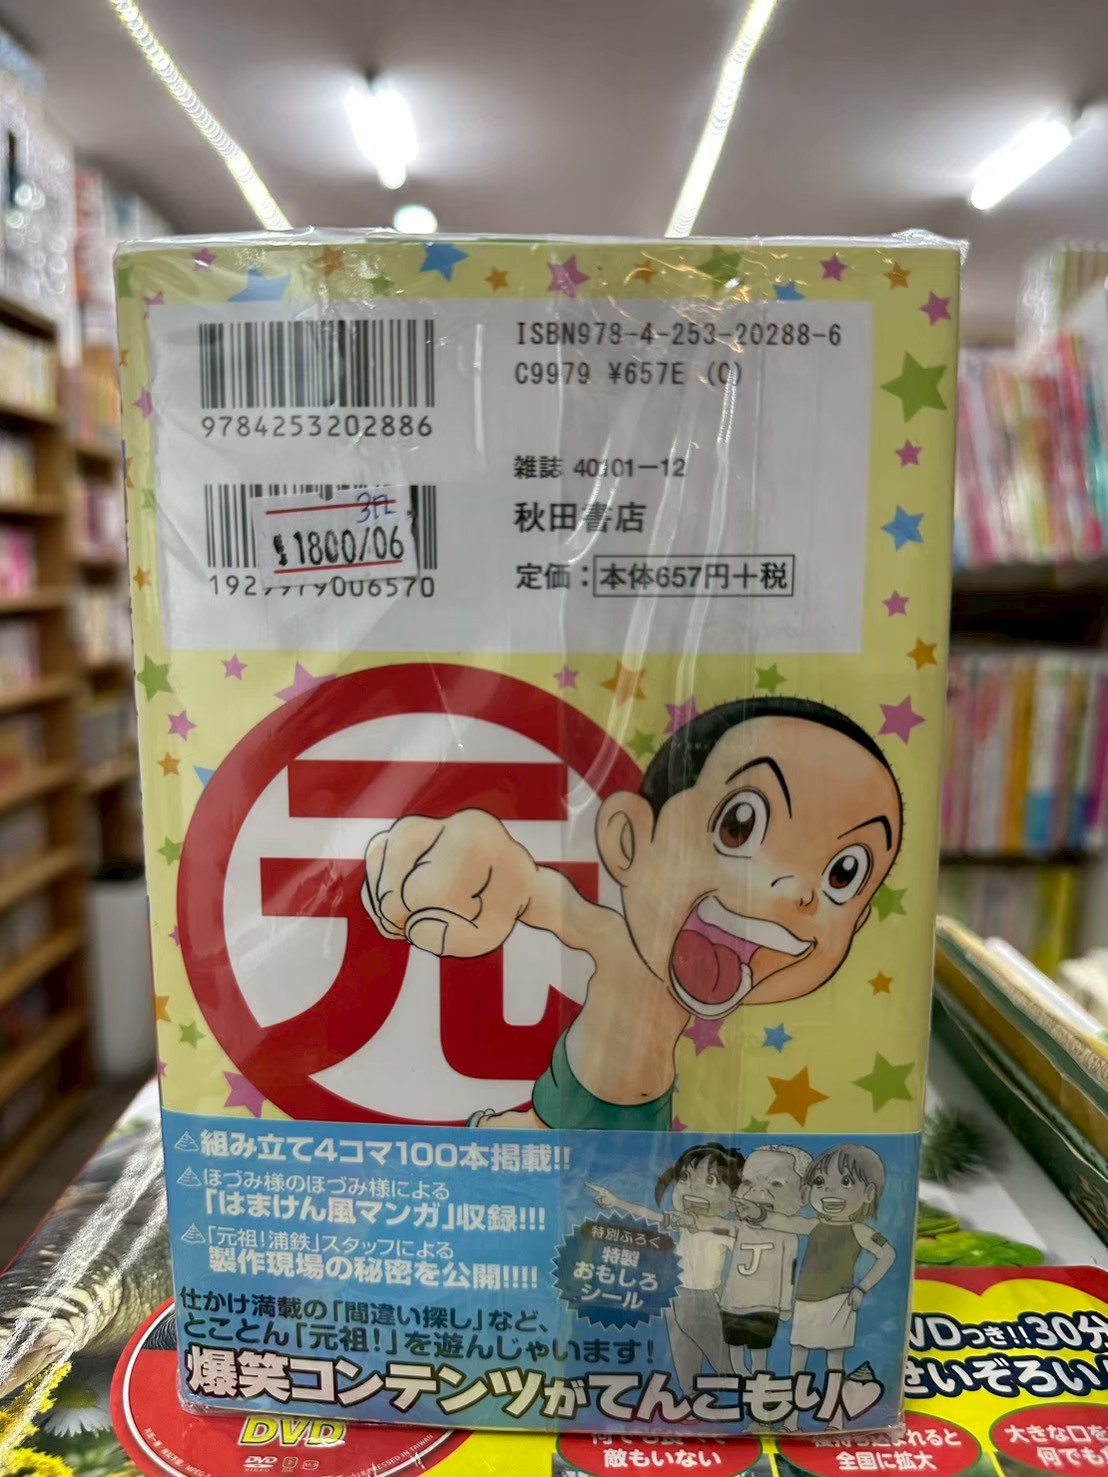 ISBN978-4-253-20288-6
C9979 ¥657E (0)
9784253202886
雑誌 40101-12
秋田書店
¥1800/06
定価:本体657円+税
元
組み立て4コマ100本掲載!!
ほづみ様のほづみ様による
「はまけん風マンガ」収録!!!
「元祖!浦鉄」スタッフによる
製作現場の秘密を公開!!!!
特別ふろく
特製
おもしろ
シール
J
仕かけ満載の「間違い探し」など、
とことん「元祖!」を遊んじゃいます!
爆笑コンテンツがてんこもり
VDつき!!30分
さいぞろい!
DVD
敵もいない
全国に拡大
大きな口を